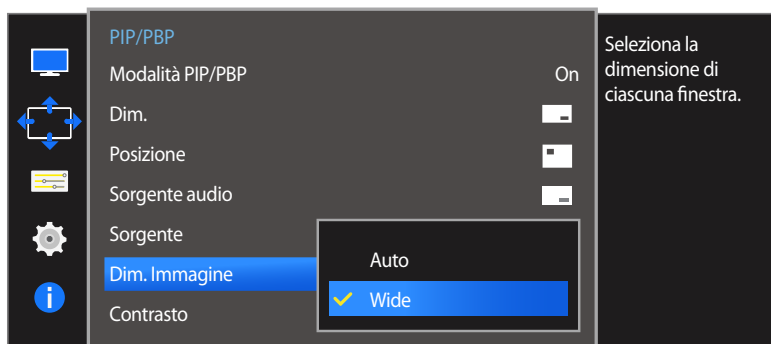 PIP/PBP
Modalità PIP/PBP On
Dim.
Posizione
Sorgente audio
Sorgente
Dim. Immagine
Contrasto
Auto
Wide
Seleziona la
dimensione di
ciascuna finestra.